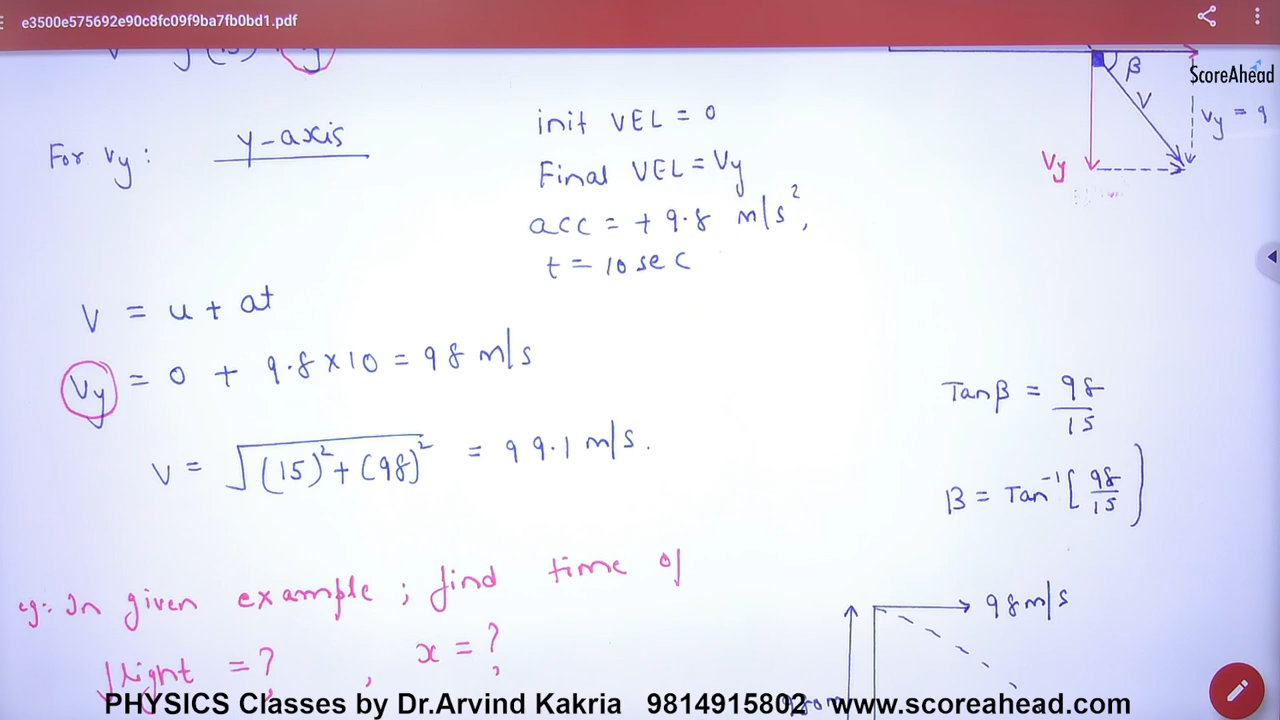 e3500e575692e90c8fc09f9ba7fb0bd1.pdf
ScoreAhead
β
V
Vy = 9
Vy
For Vy : y-axis
init VEL = 0
Final VEL = Vy
acc = + 9.8 m/s²,
t = 10 sec
V = u + at
Vy = 0 + 9.8 × 10 = 98 m/s
V = √(15)² + (98)² = 99.1 m/s.
Tanβ = 98/15
β = Tan⁻¹[98/15]
eg:- In given example ; find time of
flight = ? , x = ?
98 m/s
PHYSICS Classes by Dr.Arvind Kakria 9814915802 www.scoreahead.com